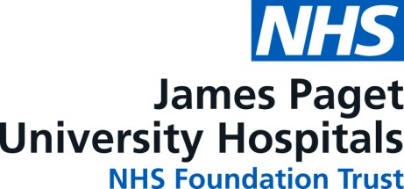 NHS
James Paget
University Hospitals
NHS Foundation Trust